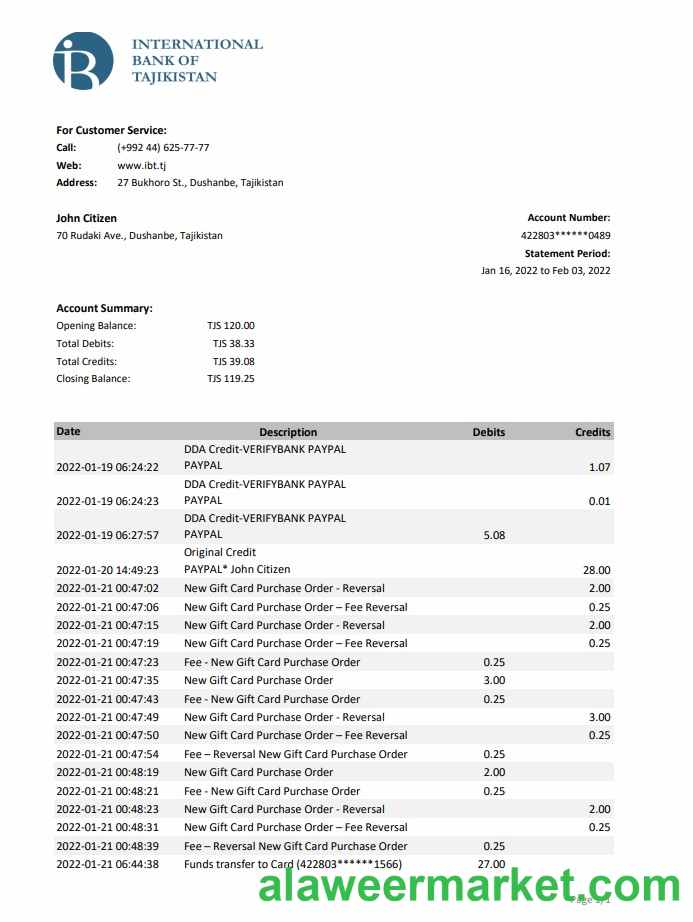 INTERNATIONAL
BANK OF
TAJIKISTAN
For Customer Service:
Call: (+992 44) 625-77-77
Web: www.ibt.tj
Address: 27 Bukhoro St., Dushanbe, Tajikistan
John Citizen Account Number:
70 Rudaki Ave., Dushanbe, Tajikistan 422803******0489
Statement Period:
Jan 16, 2022 to Feb 03, 2022
Account Summary:
Opening Balance: TJS 120.00
Total Debits: TJS 38.33
Total Credits: TJS 39.08
Closing Balance: TJS 119.25
Date Description Debits Credits
DDA Credit-VERIFYBANK PAYPAL
2022-01-19 06:24:22 PAYPAL 1.07
DDA Credit-VERIFYBANK PAYPAL
2022-01-19 06:24:23 PAYPAL 0.01
DDA Credit-VERIFYBANK PAYPAL
2022-01-19 06:27:57 PAYPAL 5.08
Original Credit
2022-01-20 14:49:23 PAYPAL* John Citizen 28.00
2022-01-21 00:47:02 New Gift Card Purchase Order - Reversal 2.00
2022-01-21 00:47:06 New Gift Card Purchase Order – Fee Reversal 0.25
2022-01-21 00:47:15 New Gift Card Purchase Order - Reversal 2.00
2022-01-21 00:47:19 New Gift Card Purchase Order – Fee Reversal 0.25
2022-01-21 00:47:23 Fee - New Gift Card Purchase Order 0.25
2022-01-21 00:47:35 New Gift Card Purchase Order 3.00
2022-01-21 00:47:43 Fee - New Gift Card Purchase Order 0.25
2022-01-21 00:47:49 New Gift Card Purchase Order - Reversal 3.00
2022-01-21 00:47:50 New Gift Card Purchase Order – Fee Reversal 0.25
2022-01-21 00:47:54 Fee – Reversal New Gift Card Purchase Order 0.25
2022-01-21 00:48:19 New Gift Card Purchase Order 2.00
2022-01-21 00:48:21 Fee - New Gift Card Purchase Order 0.25
2022-01-21 00:48:23 New Gift Card Purchase Order - Reversal 2.00
2022-01-21 00:48:31 New Gift Card Purchase Order – Fee Reversal 0.25
2022-01-21 00:48:39 Fee – Reversal New Gift Card Purchase Order 0.25
2022-01-21 06:44:38 Funds transfer to Card (422803******1566) 27.00
alaweermarket.com
Page 1/1